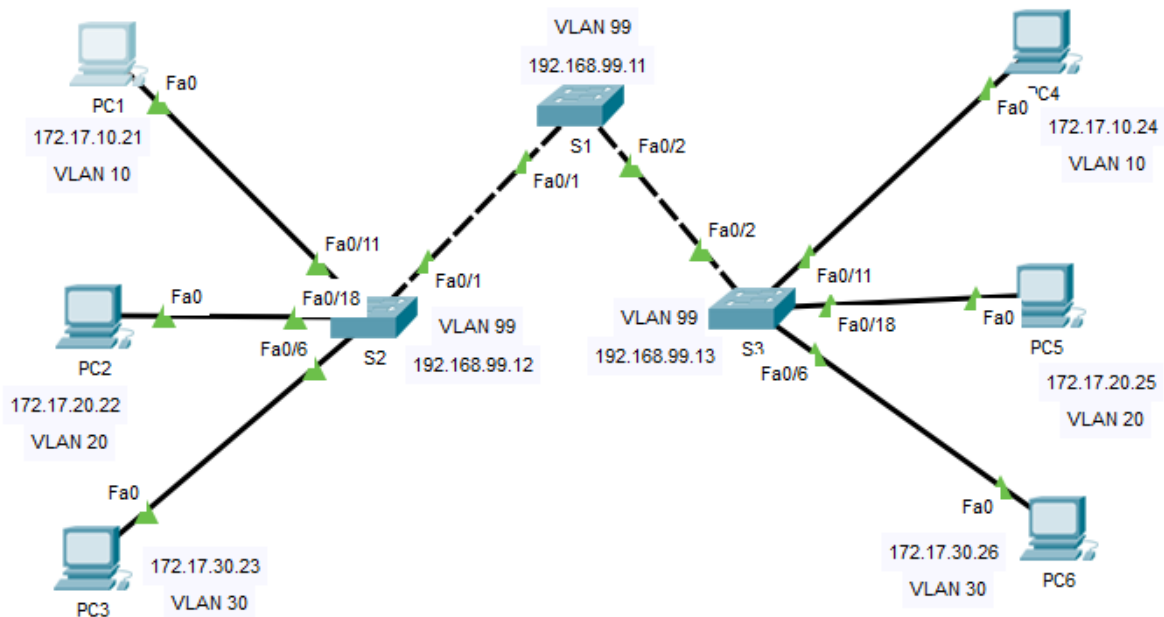 VLAN 99
192.168.99.11
S1
Fa0/1
Fa0/2
PC1
Fa0
172.17.10.21
VLAN 10
Fa0/11
PC2
Fa0
172.17.20.22
VLAN 20
Fa0/18
Fa0/6
Fa0/1
S2
VLAN 99
192.168.99.12
PC3
Fa0
172.17.30.23
VLAN 30
Fa0/2
VLAN 99
192.168.99.13
S3
Fa0/11
Fa0/18
Fa0/6
PC4
Fa0
172.17.10.24
VLAN 10
Fa0
PC5
172.17.20.25
VLAN 20
Fa0
172.17.30.26
VLAN 30
PC6